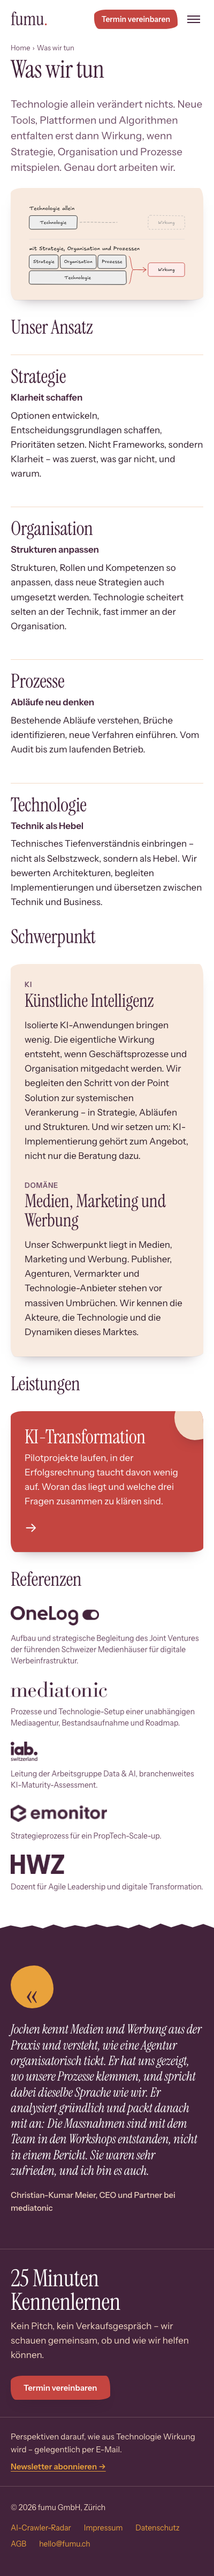 fumu.
Termin vereinbaren
Home › Was wir tun
Was wir tun
Technologie allein verändert nichts. Neue
Tools, Plattformen und Algorithmen
entfalten erst dann Wirkung, wenn
Strategie, Organisation und Prozesse
mitspielen. Genau dort arbeiten wir.
Technologie allein
Technologie
Wirkung
mit Strategie, Organisation und Prozessen
Strategie Organisation Prozesse
Technologie
Wirkung
Unser Ansatz
Strategie
Klarheit schaffen
Optionen entwickeln,
Entscheidungsgrundlagen schaffen,
Prioritäten setzen. Nicht Frameworks, sondern
Klarheit – was zuerst, was gar nicht, und
warum.
Organisation
Strukturen anpassen
Strukturen, Rollen und Kompetenzen so
anpassen, dass neue Strategien auch
umgesetzt werden. Technologie scheitert
selten an der Technik, fast immer an der
Organisation.
Prozesse
Abläufe neu denken
Bestehende Abläufe verstehen, Brüche
identifizieren, neue Verfahren einführen. Vom
Audit bis zum laufenden Betrieb.
Technologie
Technik als Hebel
Technisches Tiefenverständnis einbringen –
nicht als Selbstzweck, sondern als Hebel. Wir
bewerten Architekturen, begleiten
Implementierungen und übersetzen zwischen
Technik und Business.
Schwerpunkt
KI
Künstliche Intelligenz
Isolierte KI-Anwendungen bringen
wenig. Die eigentliche Wirkung
entsteht, wenn Geschäftsprozesse und
Organisation mitgedacht werden. Wir
begleiten den Schritt von der Point
Solution zur systemischen
Verankerung – in Strategie, Abläufen
und Strukturen. Und wir setzen um: KI-
Implementierung gehört zum Angebot,
nicht nur die Beratung dazu.
DOMÄNE
Medien, Marketing und
Werbung
Unser Schwerpunkt liegt in Medien,
Marketing und Werbung. Publisher,
Agenturen, Vermarkter und
Technologie-Anbieter stehen vor
massiven Umbrüchen. Wir kennen die
Akteure, die Technologie und die
Dynamiken dieses Marktes.
Leistungen
KI-Transformation
Pilotprojekte laufen, in der
Erfolgsrechnung taucht davon wenig
auf. Woran das liegt und welche drei
Fragen zusammen zu klären sind.
→
Referenzen
OneLog
Aufbau und strategische Begleitung des Joint Ventures
der führenden Schweizer Medienhäuser für digitale
Werbeinfrastruktur.
mediatonic
Prozesse und Technologie-Setup einer unabhängigen
Mediaagentur, Bestandsaufnahme und Roadmap.
iab.
switzerland
Leitung der Arbeitsgruppe Data & AI, branchenweites
KI-Maturity-Assessment.
emonitor
Strategieprozess für ein PropTech-Scale-up.
HWZ
Dozent für Agile Leadership und digitale Transformation.
«
Jochen kennt Medien und Werbung aus der
Praxis und versteht, wie eine Agentur
organisatorisch tickt. Er hat uns gezeigt,
wo unsere Prozesse klemmen, und spricht
dabei dieselbe Sprache wie wir. Er
analysiert gründlich und packt danach
mit an: Die Massnahmen sind mit dem
Team in den Workshops entstanden, nicht
in einem Bericht. Sie waren sehr
zufrieden, und ich bin es auch.
Christian-Kumar Meier, CEO und Partner bei
mediatonic
25 Minuten
Kennenlernen
Kein Pitch, kein Verkaufsgespräch – wir
schauen gemeinsam, ob und wie wir helfen
können.
Termin vereinbaren
Perspektiven darauf, wie aus Technologie Wirkung
wird – gelegentlich per E-Mail.
Newsletter abonnieren →
© 2026 fumu GmbH, Zürich
AI-Crawler-Radar Impressum Datenschutz
AGB hello@fumu.ch